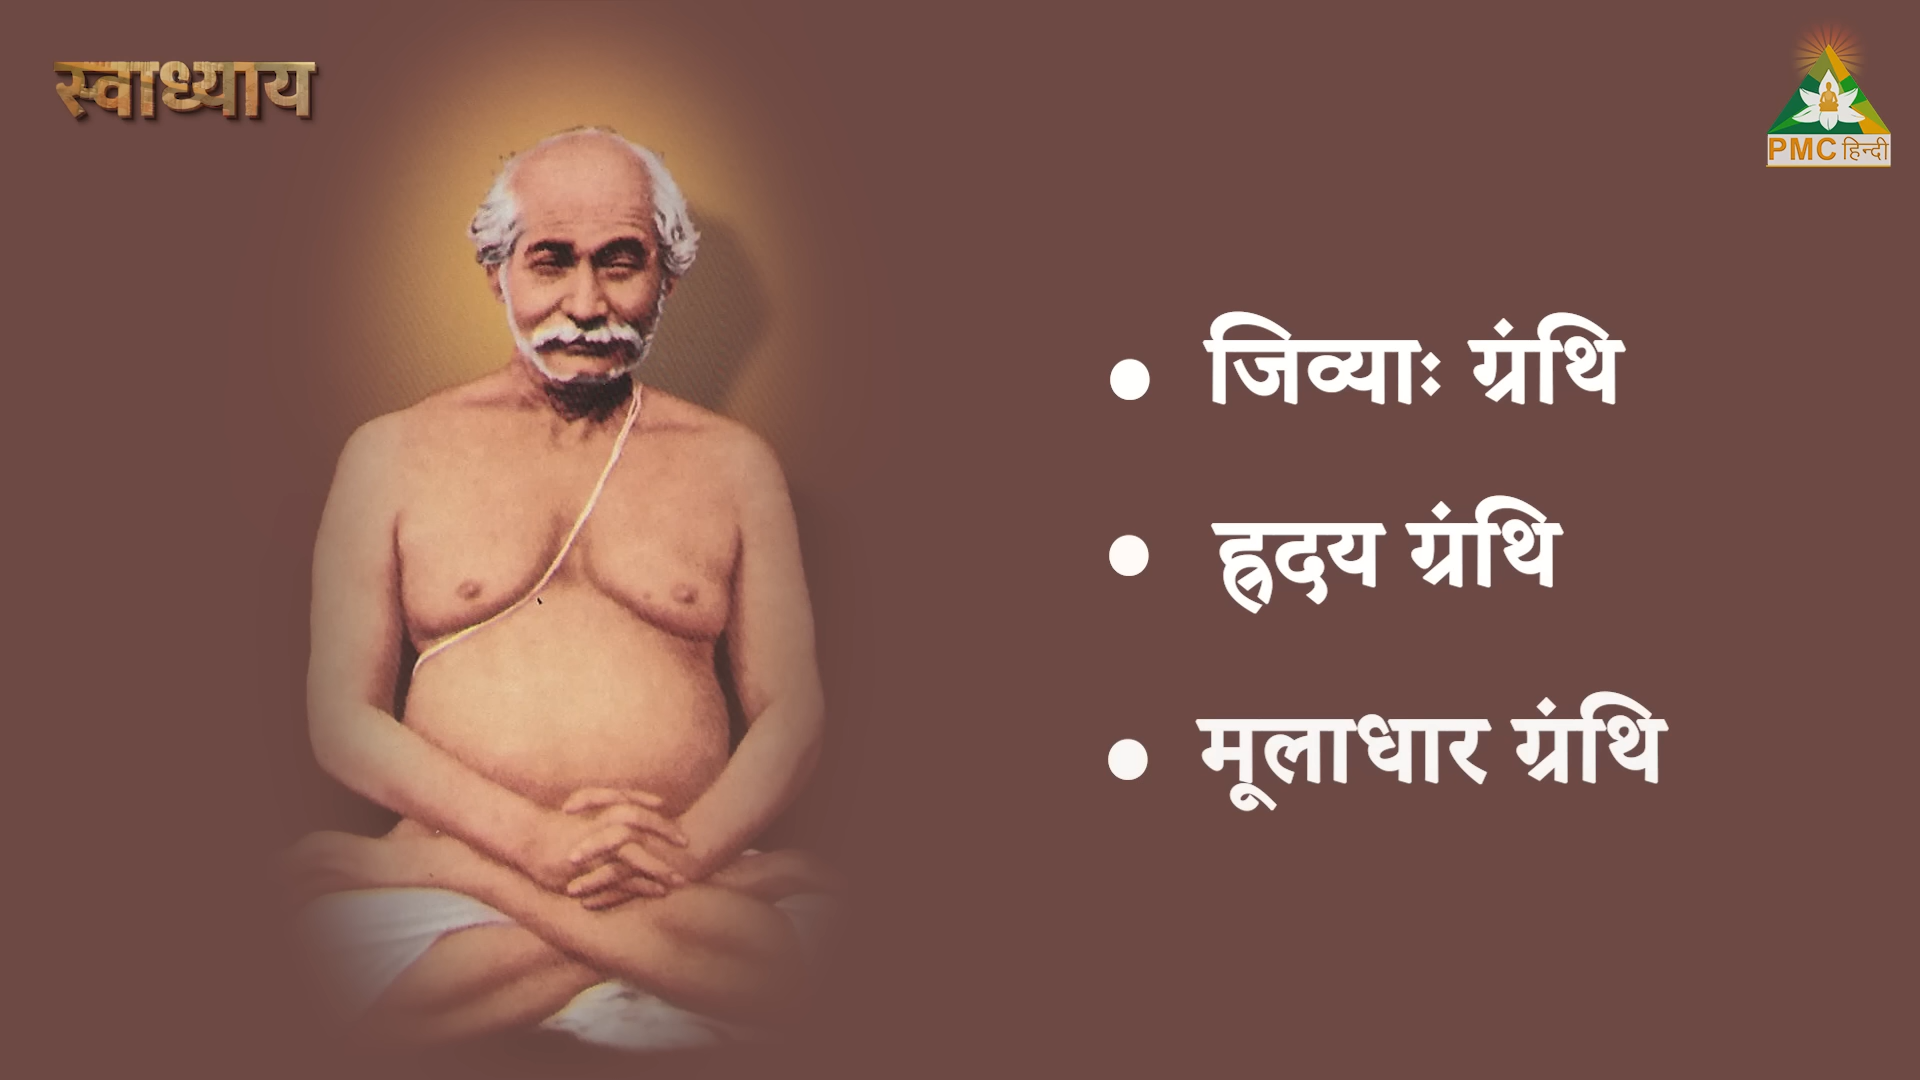 स्वाध्याय
PMC हिन्दी
• जिव्याः ग्रंथि
• ह्रदय ग्रंथि
• मूलाधार ग्रंथि